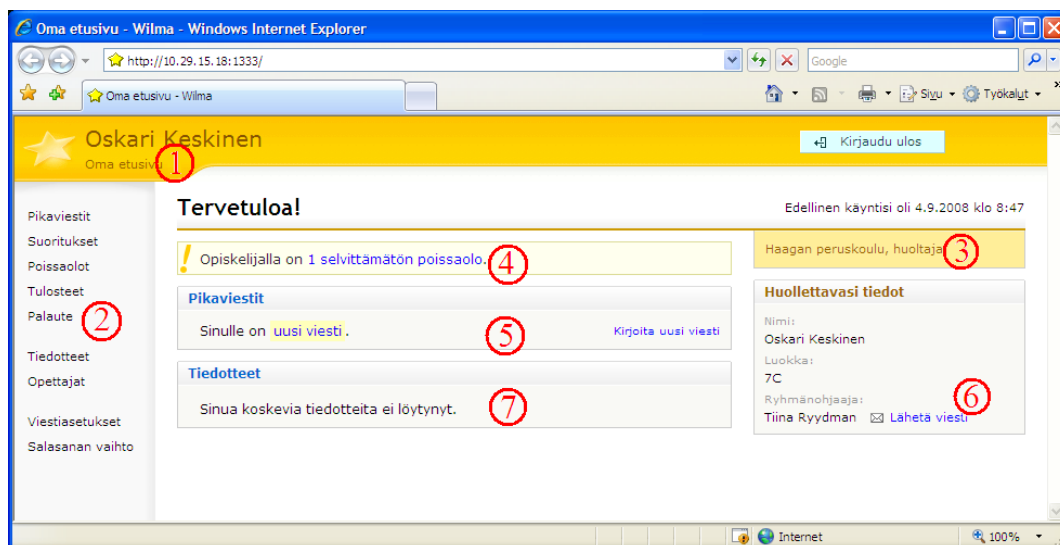 Oma etusivu - Wilma - Windows Internet Explorer
http://10.29.15.18:1333/
Google
Oma etusivu - Wilma
Sivu
Työkalut
»
Oskari Keskinen
Oma etusivu
1
Kirjaudu ulos
Tervetuloa!
Edellinen käyntisi oli 4.9.2008 klo 8:47
Pikaviestit
Suoritukset
Poissaolot
Tulosteet
Palaute
2
Tiedotteet
Opettajat
Viestiasetukset
Salasanan vaihto
! Opiskelijalla on 1 selvittämätön poissaolo.
4
Pikaviestit
Sinulle on uusi viesti.
5
Kirjoita uusi viesti
Tiedotteet
Sinua koskevia tiedotteita ei löytynyt.
7
Haagan peruskoulu, huoltaja
3
Huollettavasi tiedot
Nimi:
Oskari Keskinen
Luokka:
7C
Ryhmänohjaaja:
6
Tiina Ryydman Lähetä viesti
Internet
100%